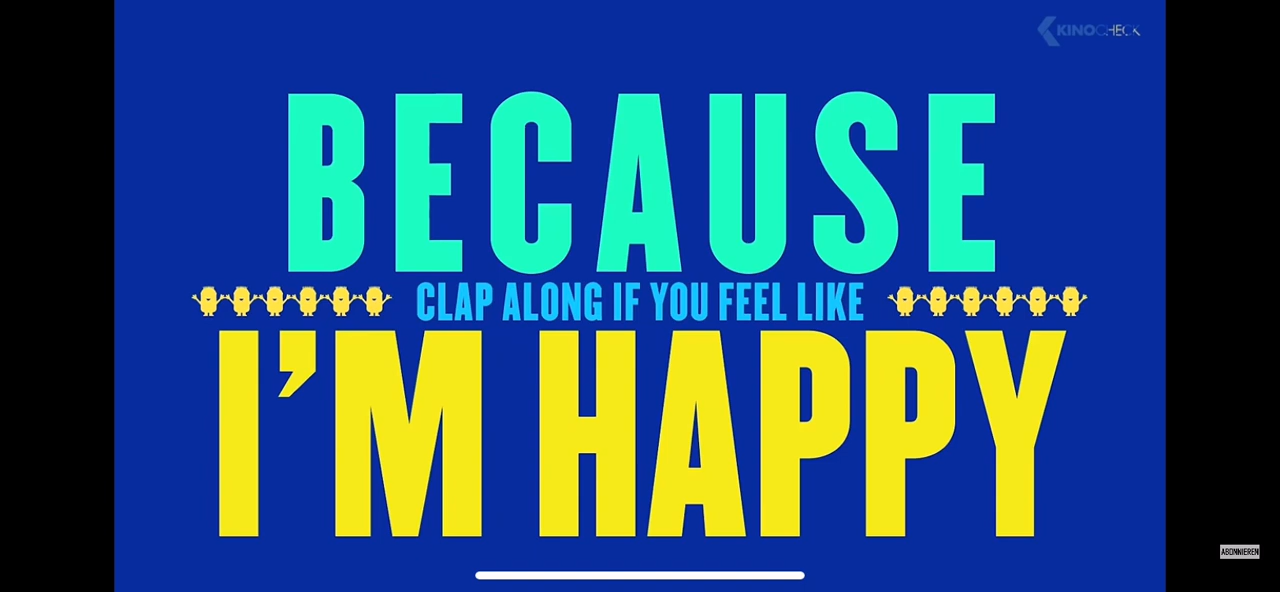 KINOCHECK
BECAUSE
CLAP ALONG IF YOU FEEL LIKE
I'M HAPPY
ABONNIEREN